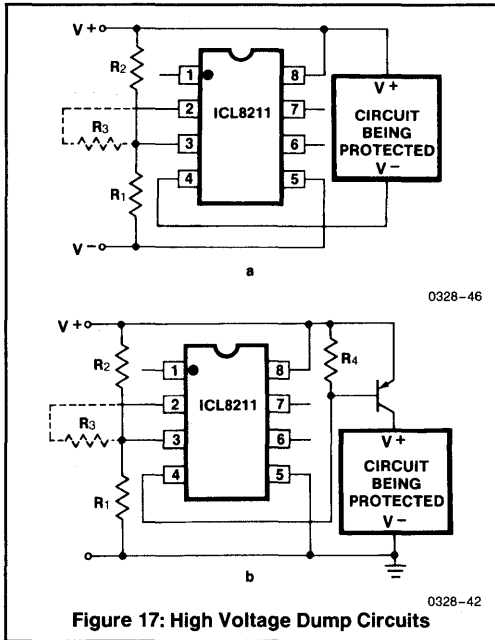 V+
R2
1
8
V+
2
ICL8211
7
CIRCUIT
BEING
PROTECTED
R3
3
6
V−
R1
4
5
V−
a
0328-46
V+
R2
1
8
R4
2
ICL8211
7
R3
3
6
V+
CIRCUIT
BEING
PROTECTED
R1
4
5
V−
b
0328-42
Figure 17: High Voltage Dump Circuits